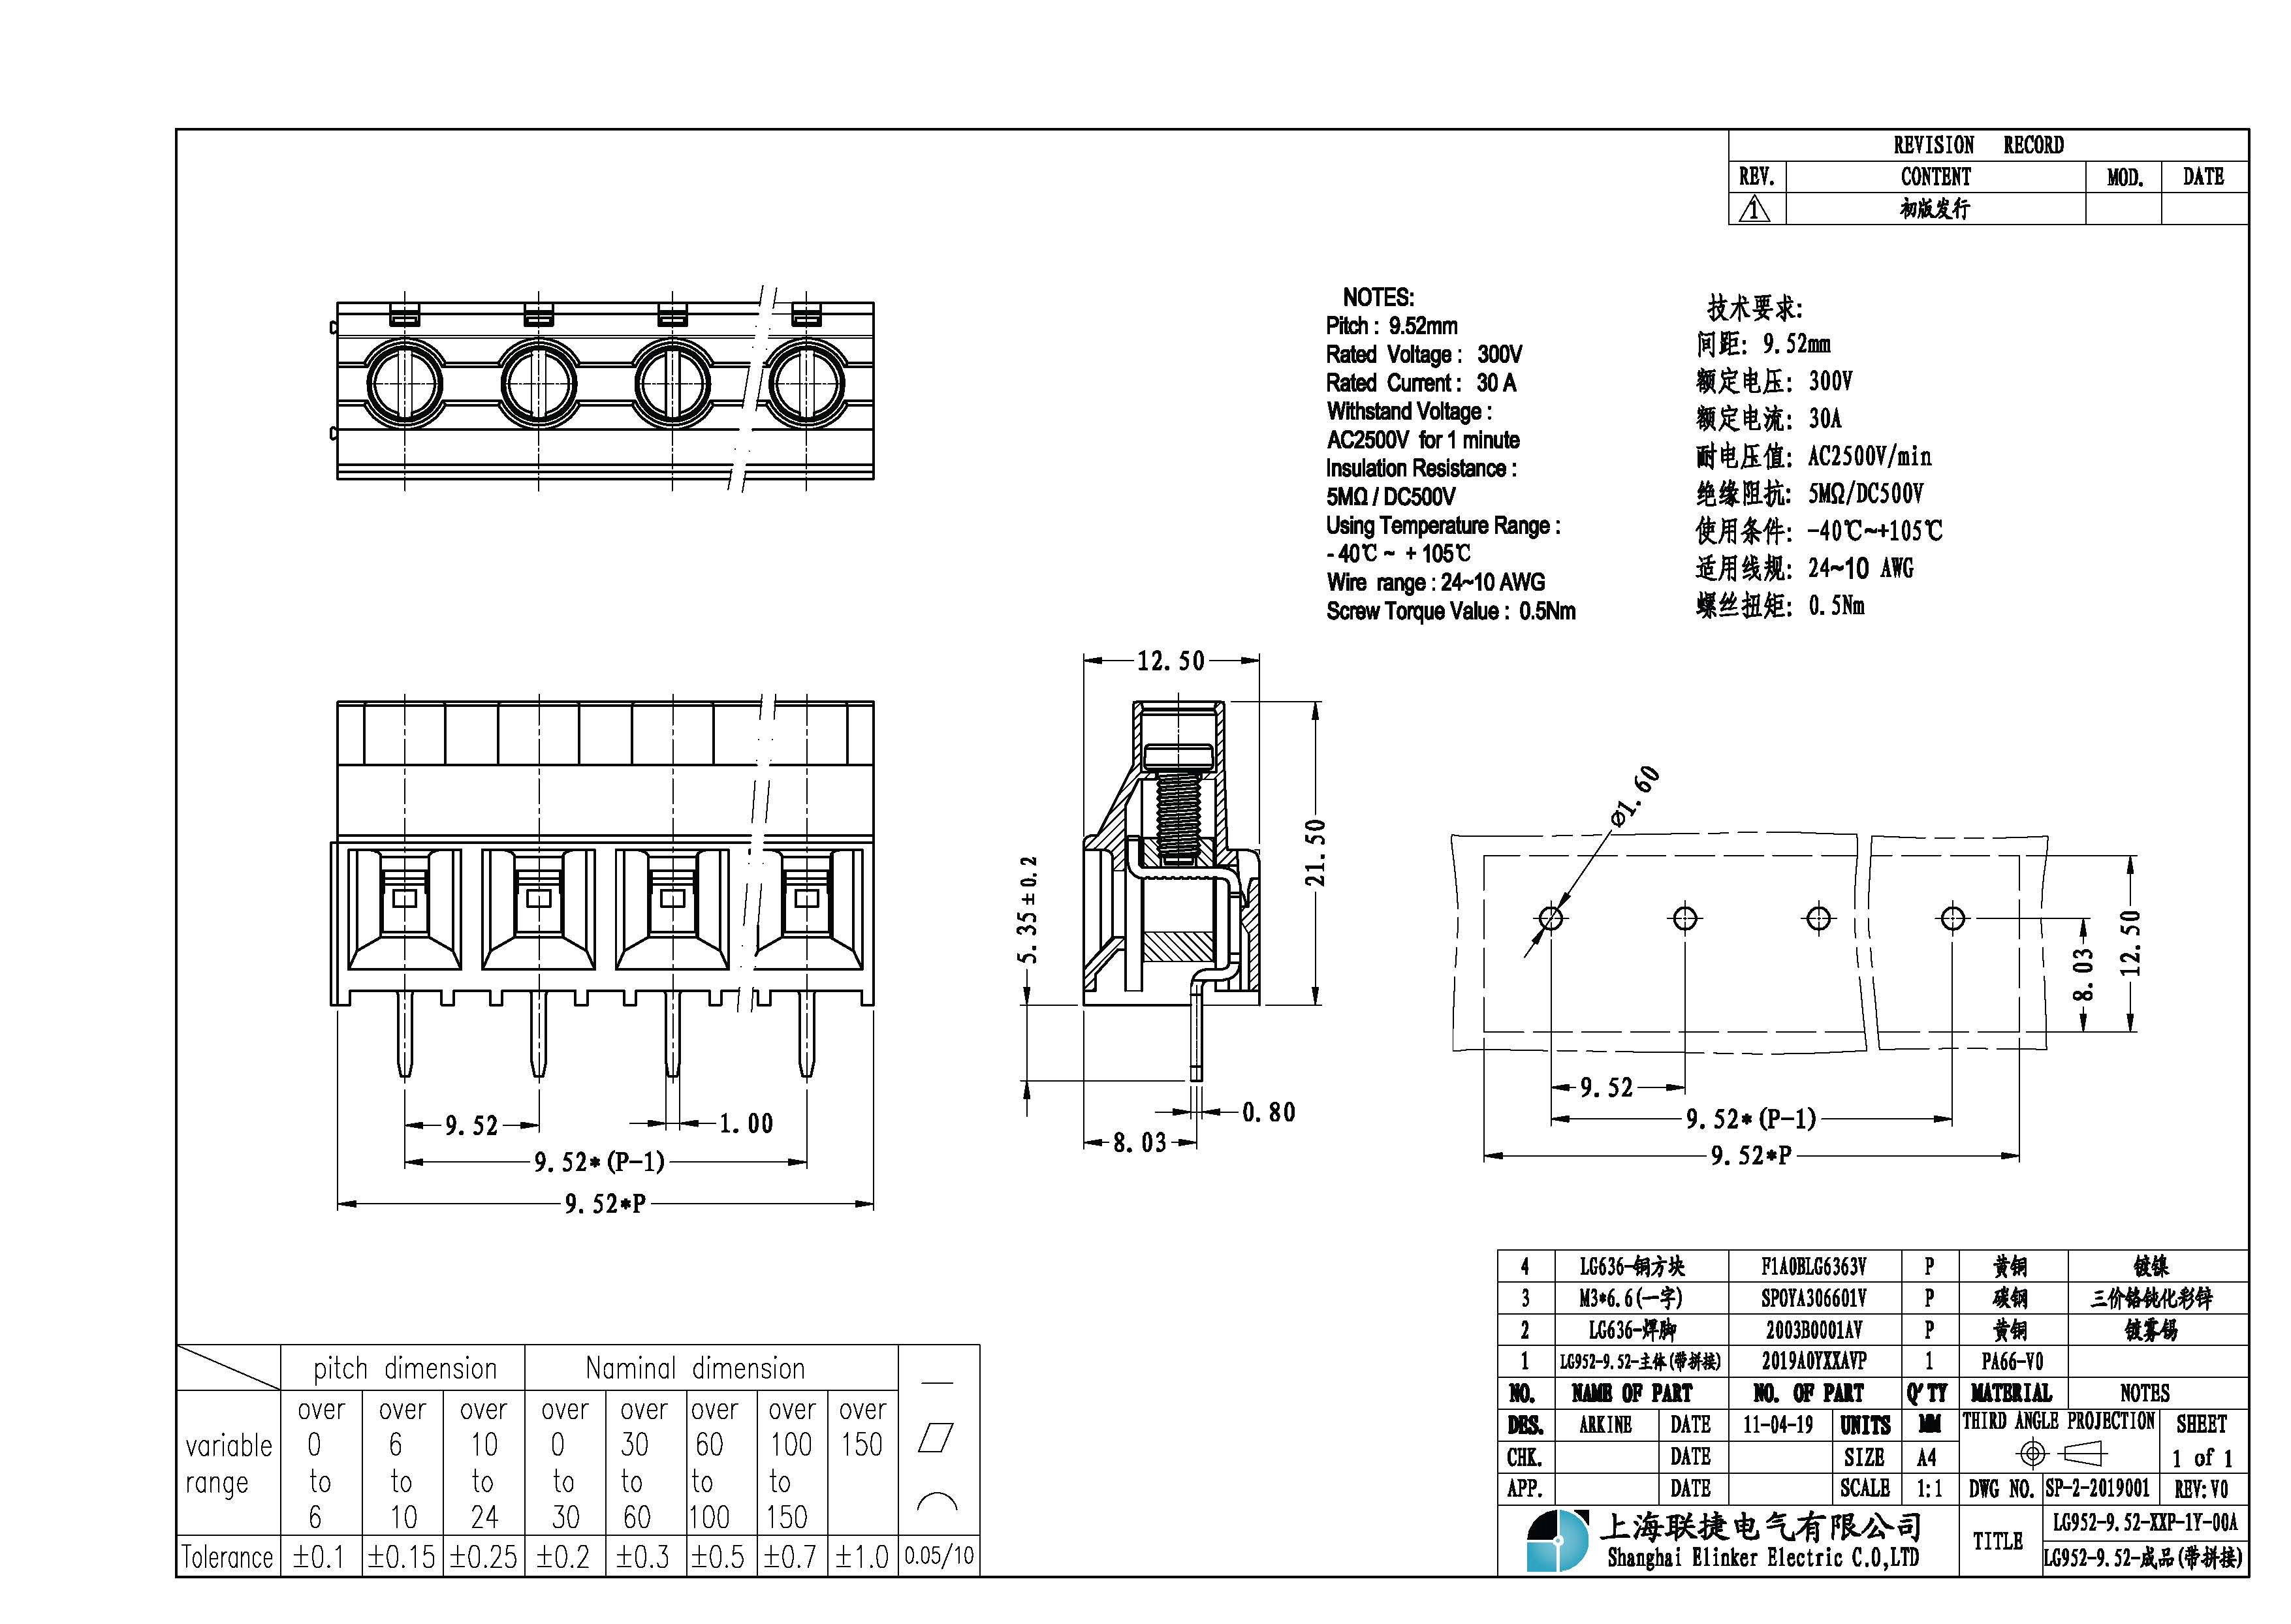 REVISION RECORD
REV. CONTENT MOD. DATE
1 初版发行
NOTES:
Pitch : 9.52mm
Rated Voltage : 300V
Rated Current : 30 A
Withstand Voltage :
AC2500V for 1 minute
Insulation Resistance :
5MΩ / DC500V
Using Temperature Range :
- 40℃ ~ + 105℃
Wire range : 24~10 AWG
Screw Torque Value : 0.5Nm
技术要求:
间距: 9.52mm
额定电压: 300V
额定电流: 30A
耐电压值: AC2500V/min
绝缘阻抗: 5MΩ/DC500V
使用条件: -40℃~+105℃
适用线规: 24~10 AWG
螺丝扭矩: 0.5Nm
9.52
1.00
9.52*(P-1)
9.52*P
12.50
21.50
5.35±0.2
0.80
8.03
ø1.60
12.50
8.03
9.52
9.52*(P-1)
9.52*P
pitch dimension Naminal dimension
variable range
over 0 to 6
over 6 to 10
over 10 to 24
over 0 to 30
over 30 to 60
over 60 to 100
over 100 to 150
over 150
Tolerance ±0.1 ±0.15 ±0.25 ±0.2 ±0.3 ±0.5 ±0.7 ±1.0 0.05/10
4 LG636-铜方块 F1A0BLG6363V P 黄铜 镀镍
3 M3*6.6(一字) SP0YA306601V P 碳钢 三价铬钝化彩锌
2 LG636-焊脚 2003B0001AV P 黄铜 镀雾锡
1 LG952-9.52-主体(带拼接) 2019A0YXXAVP 1 PA66-V0
NO. NAME OF PART NO. OF PART Q'TY MATERIAL NOTES
DES. ARKINE DATE 11-04-19 UNITS MM THIRD ANGLE PROJECTION SHEET
CHK. DATE SIZE A4 1 of 1
APP. DATE SCALE 1:1 DWG NO. SP-2-2019001 REV:V0
上海联捷电气有限公司
Shanghai Elinker Electric C.O,LTD
TITLE
LG952-9.52-XXP-1Y-00A
LG952-9.52-成品(带拼接)